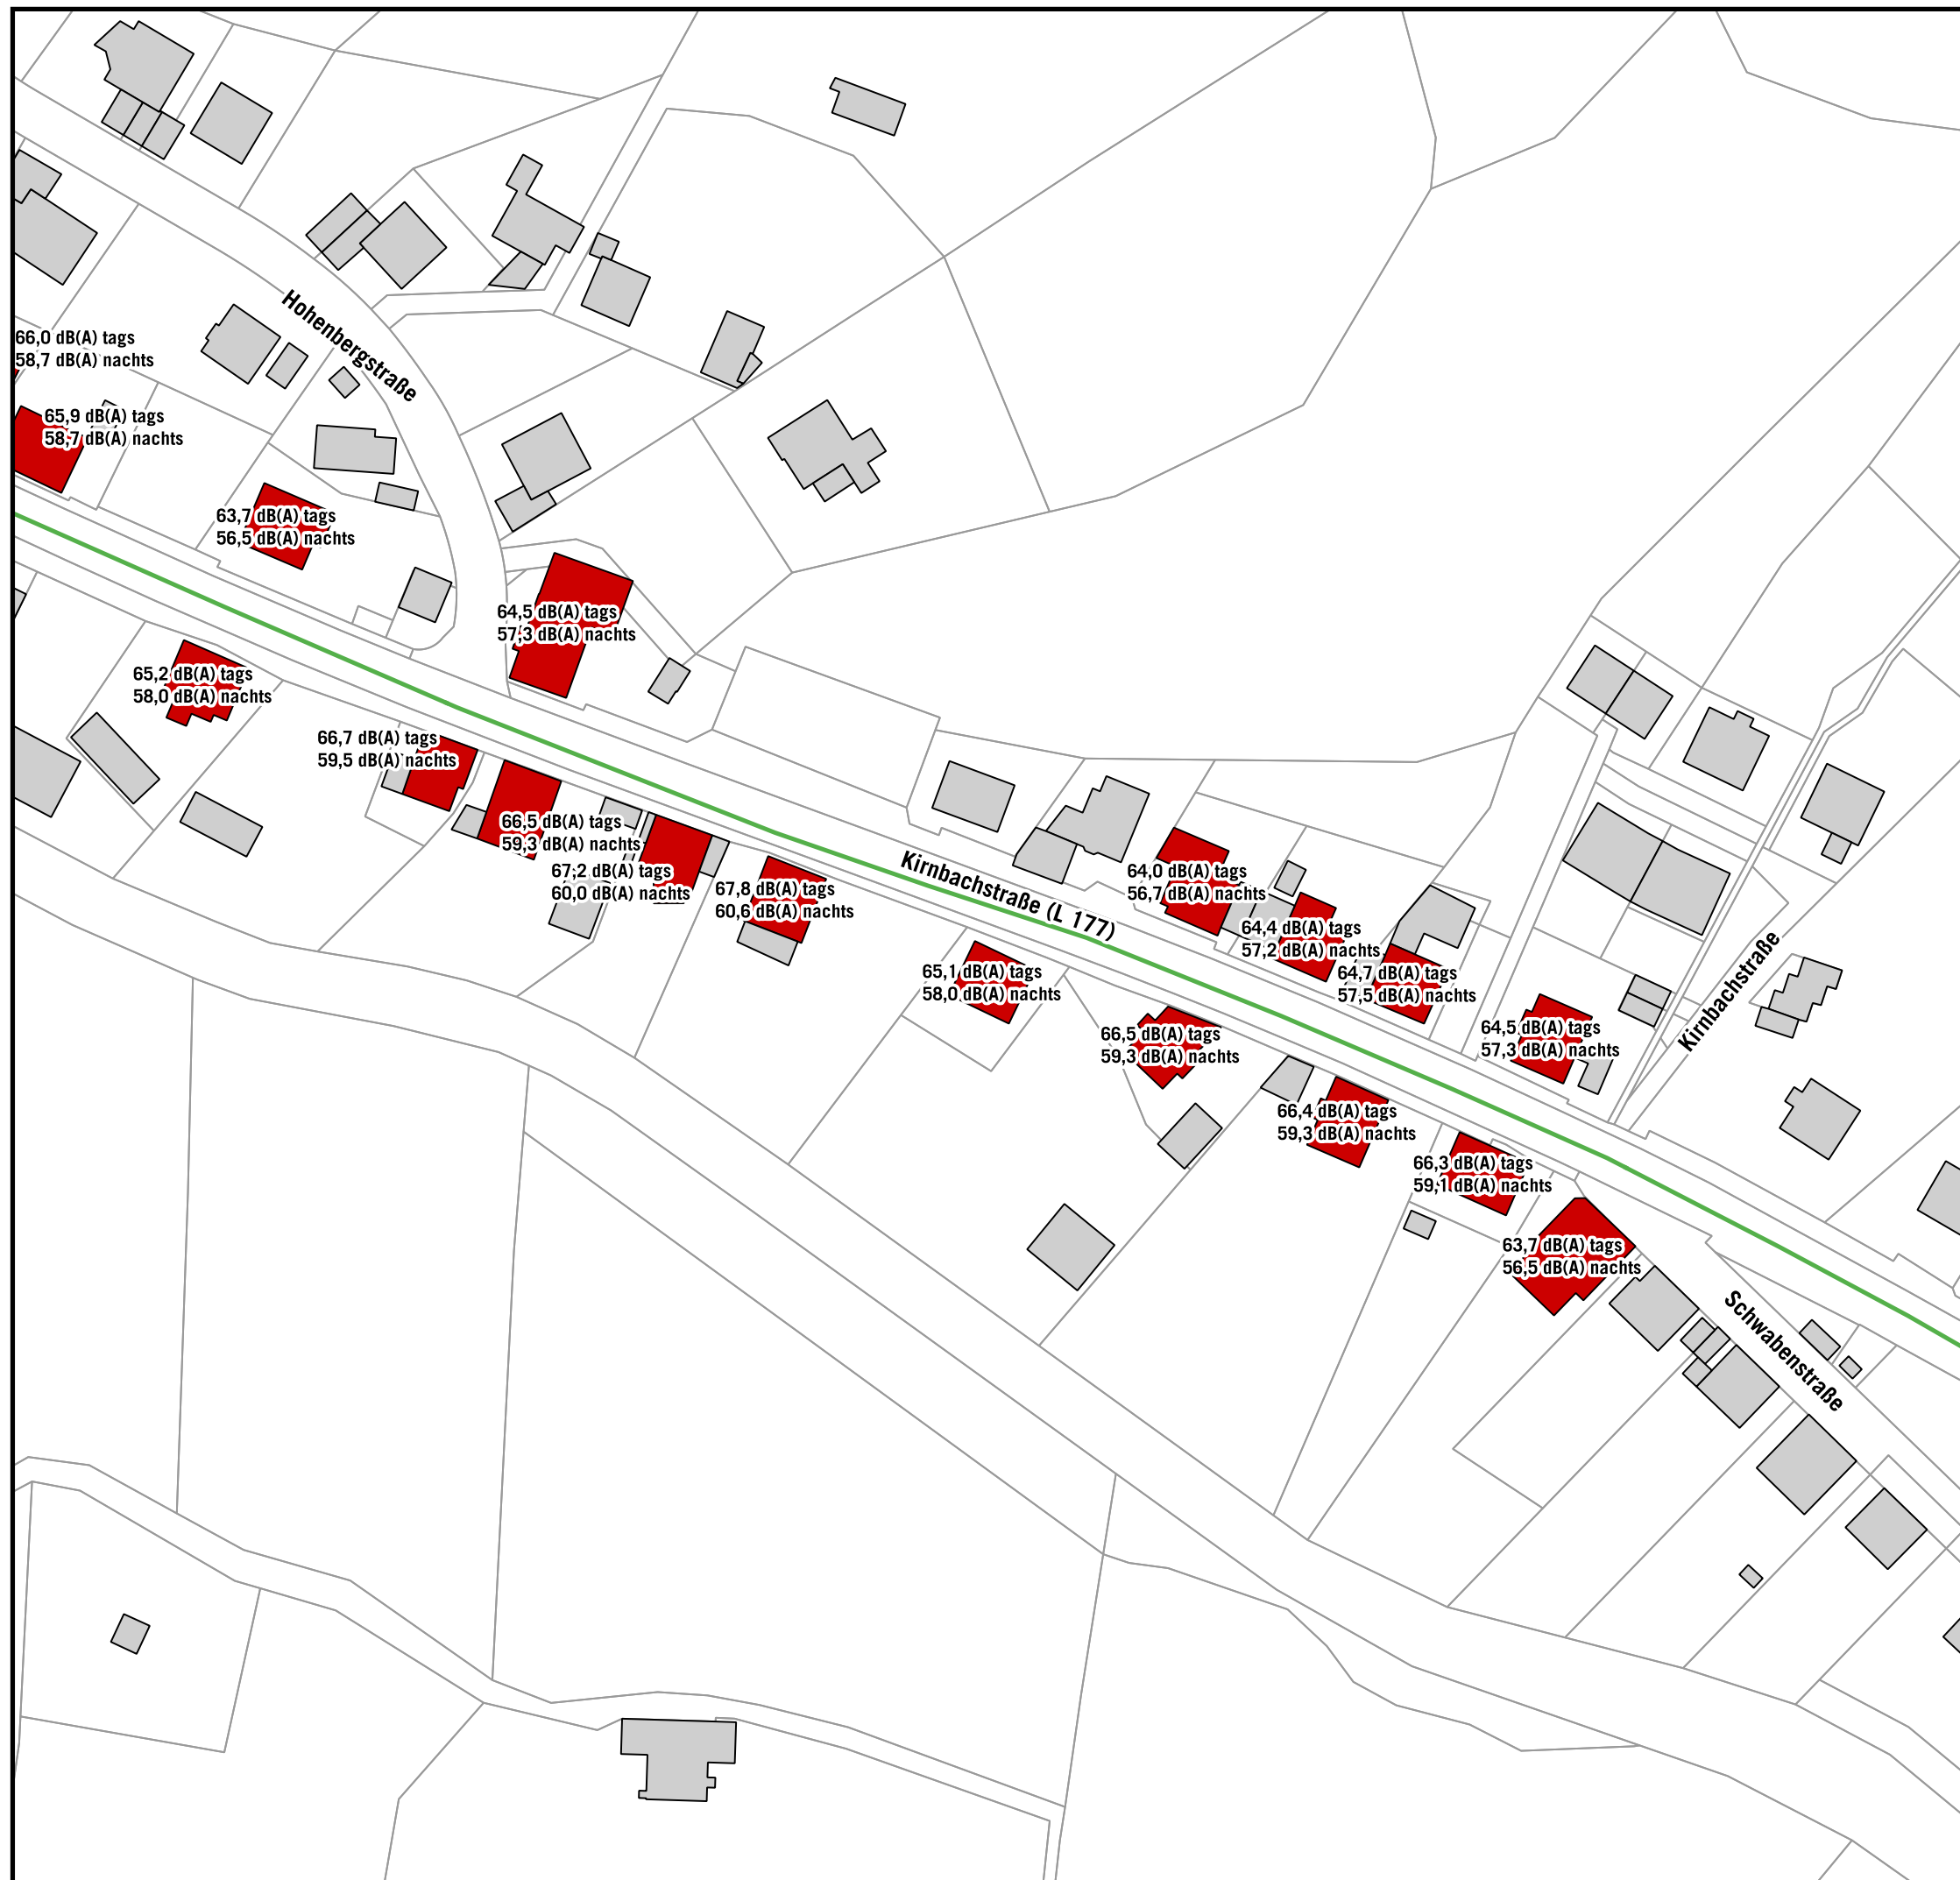 Hohenbergstraße
66,0 dB(A) tags
58,7 dB(A) nachts
65,9 dB(A) tags
58,7 dB(A) nachts
63,7 dB(A) tags
56,5 dB(A) nachts
64,5 dB(A) tags
57,3 dB(A) nachts
65,2 dB(A) tags
58,0 dB(A) nachts
66,7 dB(A) tags
59,5 dB(A) nachts
66,5 dB(A) tags
59,3 dB(A) nachts
67,2 dB(A) tags
60,0 dB(A) nachts
67,8 dB(A) tags
60,6 dB(A) nachts
Kirnbachstraße (L 177)
64,0 dB(A) tags
56,7 dB(A) nachts
64,4 dB(A) tags
57,2 dB(A) nachts
64,7 dB(A) tags
57,5 dB(A) nachts
65,1 dB(A) tags
58,0 dB(A) nachts
66,5 dB(A) tags
59,3 dB(A) nachts
64,5 dB(A) tags
57,3 dB(A) nachts
Kirnbachstraße
66,4 dB(A) tags
59,3 dB(A) nachts
66,3 dB(A) tags
59,1 dB(A) nachts
63,7 dB(A) tags
56,5 dB(A) nachts
Schwabenstraße